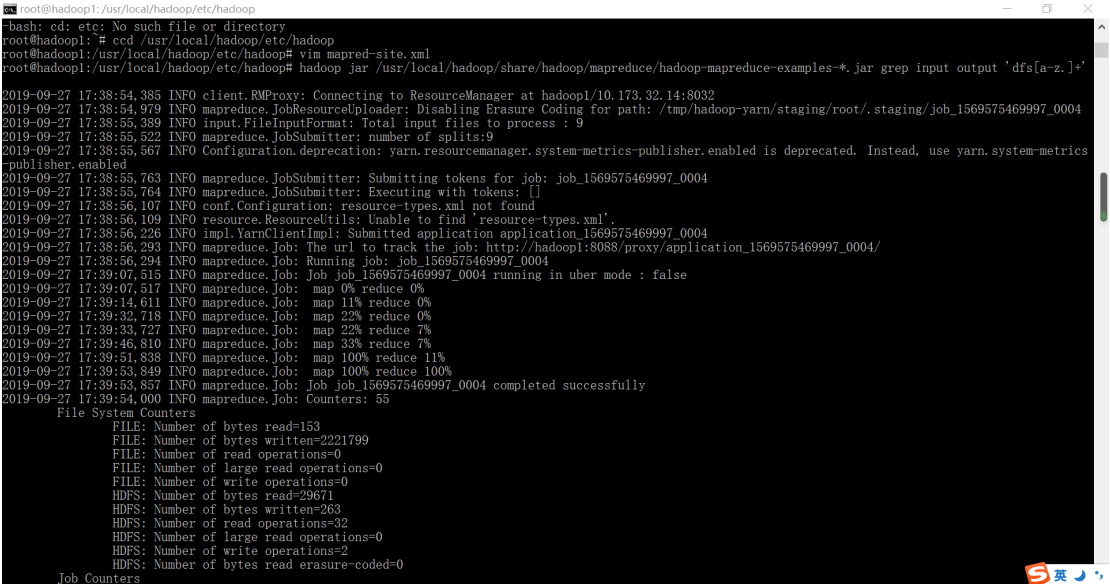 root@hadoop1: /usr/local/hadoop/etc/hadoop
-bash: cd: etc: No such file or directory
root@hadoop1:~# ccd /usr/local/hadoop/etc/hadoop
root@hadoop1:/usr/local/hadoop/etc/hadoop# vim mapred-site.xml
root@hadoop1:/usr/local/hadoop/etc/hadoop# hadoop jar /usr/local/hadoop/share/hadoop/mapreduce/hadoop-mapreduce-examples-*.jar grep input output 'dfs[a-z.]+'
2019-09-27 17:38:54,385 INFO client.RMProxy: Connecting to ResourceManager at hadoop1/10.173.32.14:8032
2019-09-27 17:38:54,979 INFO mapreduce.JobResourceUploader: Disabling Erasure Coding for path: /tmp/hadoop-yarn/staging/root/.staging/job_1569575469997_0004
2019-09-27 17:38:55,389 INFO input.FileInputFormat: Total input files to process : 9
2019-09-27 17:38:55,522 INFO mapreduce.JobSubmitter: number of splits:9
2019-09-27 17:38:55,567 INFO Configuration.deprecation: yarn.resourcemanager.system-metrics-publisher.enabled is deprecated. Instead, use yarn.system-metrics
-publisher.enabled
2019-09-27 17:38:55,763 INFO mapreduce.JobSubmitter: Submitting tokens for job: job_1569575469997_0004
2019-09-27 17:38:55,764 INFO mapreduce.JobSubmitter: Executing with tokens: []
2019-09-27 17:38:56,107 INFO conf.Configuration: resource-types.xml not found
2019-09-27 17:38:56,109 INFO resource.ResourceUtils: Unable to find 'resource-types.xml'.
2019-09-27 17:38:56,226 INFO impl.YarnClientImpl: Submitted application application_1569575469997_0004
2019-09-27 17:38:56,293 INFO mapreduce.Job: The url to track the job: http://hadoop1:8088/proxy/application_1569575469997_0004/
2019-09-27 17:38:56,294 INFO mapreduce.Job: Running job: job_1569575469997_0004
2019-09-27 17:39:07,515 INFO mapreduce.Job: Job job_1569575469997_0004 running in uber mode : false
2019-09-27 17:39:07,517 INFO mapreduce.Job:  map 0% reduce 0%
2019-09-27 17:39:14,611 INFO mapreduce.Job:  map 11% reduce 0%
2019-09-27 17:39:32,718 INFO mapreduce.Job:  map 22% reduce 0%
2019-09-27 17:39:33,727 INFO mapreduce.Job:  map 22% reduce 7%
2019-09-27 17:39:46,810 INFO mapreduce.Job:  map 33% reduce 7%
2019-09-27 17:39:51,838 INFO mapreduce.Job:  map 100% reduce 11%
2019-09-27 17:39:53,849 INFO mapreduce.Job:  map 100% reduce 100%
2019-09-27 17:39:53,857 INFO mapreduce.Job: Job job_1569575469997_0004 completed successfully
2019-09-27 17:39:54,000 INFO mapreduce.Job: Counters: 55
File System Counters
FILE: Number of bytes read=153
FILE: Number of bytes written=2221799
FILE: Number of read operations=0
FILE: Number of large read operations=0
FILE: Number of write operations=0
HDFS: Number of bytes read=29671
HDFS: Number of bytes written=263
HDFS: Number of read operations=32
HDFS: Number of large read operations=0
HDFS: Number of write operations=2
HDFS: Number of bytes read erasure-coded=0
Job Counters
英